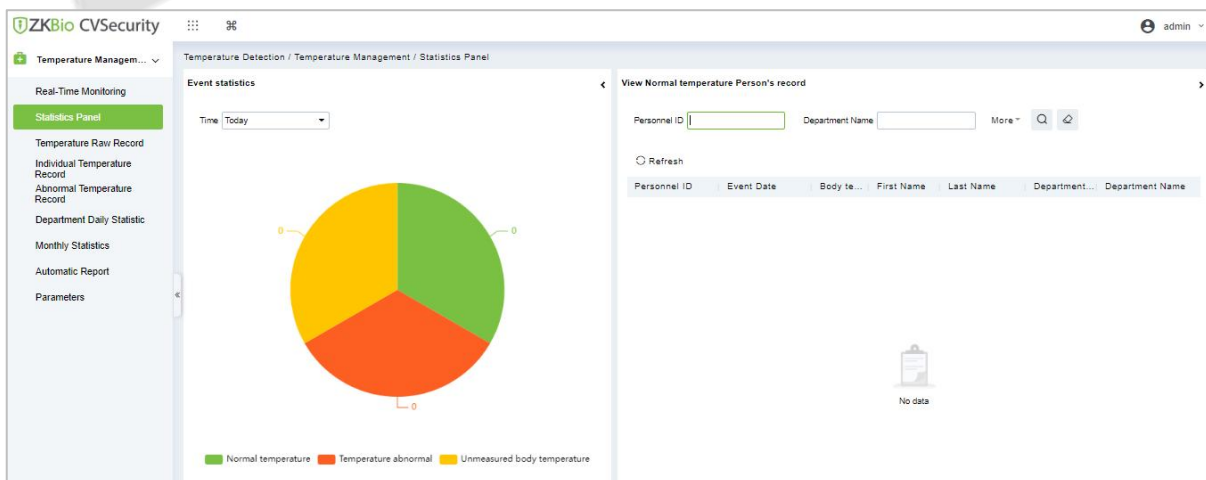 ZKBio CVSecurity
admin
Temperature Managem...
Real-Time Monitoring
Statistics Panel
Temperature Raw Record
Individual Temperature
Record
Abnormal Temperature
Record
Department Daily Statistic
Monthly Statistics
Automatic Report
Parameters
Temperature Detection / Temperature Management / Statistics Panel
Event statistics
Time Today
0
0
0
Normal temperature Temperature abnormal Unmeasured body temperature
View Normal temperature Person's record
Personnel ID Department Name More
Refresh
Personnel ID Event Date Body te... First Name Last Name Department... Department Name
No data